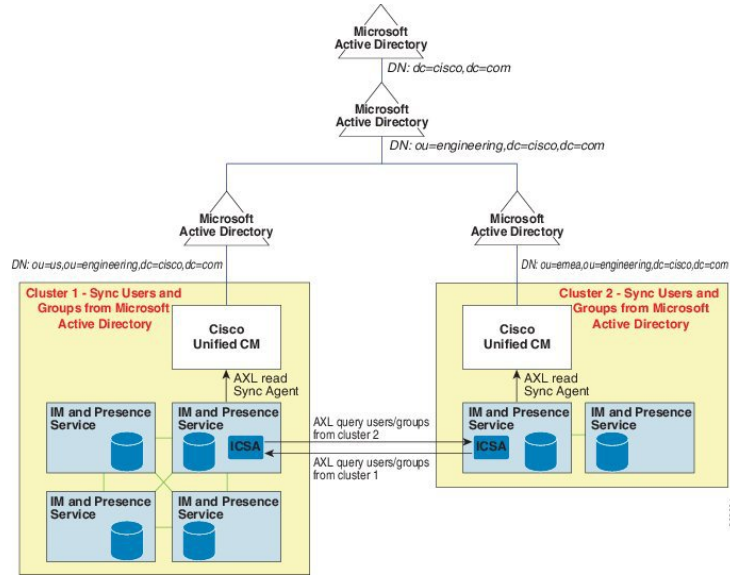 Microsoft
Active Directory
DN: dc=cisco,dc=com
Microsoft
Active Directory
DN: ou=engineering,dc=cisco,dc=com
Microsoft
Active Directory
Microsoft
Active Directory
DN: ou=us,ou=engineering,dc=cisco,dc=com
DN: ou=emea,ou=engineering,dc=cisco,dc=com
Cluster 1 - Sync Users and
Groups from Microsoft
Active Directory
Cisco
Unified CM
AXL read
Sync Agent
IM and Presence
Service
IM and Presence
Service
ICSA
IM and Presence
Service
IM and Presence
Service
AXL query users/groups
from cluster 2
AXL query users/groups
from cluster 1
Cluster 2 - Sync Users and
Groups from Microsoft
Active Directory
Cisco
Unified CM
AXL read
Sync Agent
IM and Presence
Service
ICSA
IM and Presence
Service